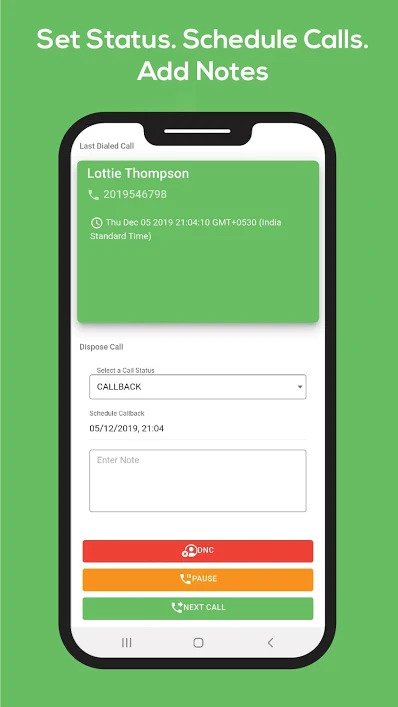 Set Status. Schedule Calls.
Add Notes
Last Dialed Call
Lottie Thompson
2019546798
Thu Dec 05 2019 21:04:10 GMT+0530 (India
Standard Time)
Dispose Call
Select a Call Status
CALLBACK
Schedule Callback
05/12/2019, 21:04
Enter Note
DNC
PAUSE
NEXT CALL